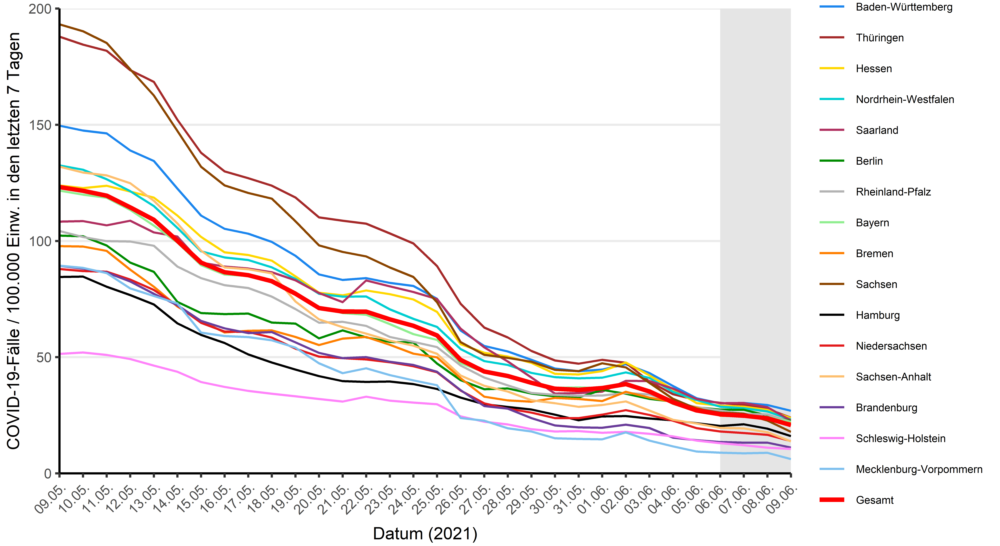 COVID-19-Fälle / 100.000 Einw. in den letzten 7 Tagen
200
150
100
50
0
09.05.
10.05.
11.05.
12.05.
13.05.
14.05.
15.05.
16.05.
17.05.
18.05.
19.05.
20.05.
21.05.
22.05.
23.05.
24.05.
25.05.
26.05.
27.05.
28.05.
29.05.
30.05.
31.05.
01.06.
02.06.
03.06.
04.06.
05.06.
06.06.
07.06.
08.06.
09.06.
Datum (2021)
Baden-Württemberg
Thüringen
Hessen
Nordrhein-Westfalen
Saarland
Berlin
Rheinland-Pfalz
Bayern
Bremen
Sachsen
Hamburg
Niedersachsen
Sachsen-Anhalt
Brandenburg
Schleswig-Holstein
Mecklenburg-Vorpommern
Gesamt